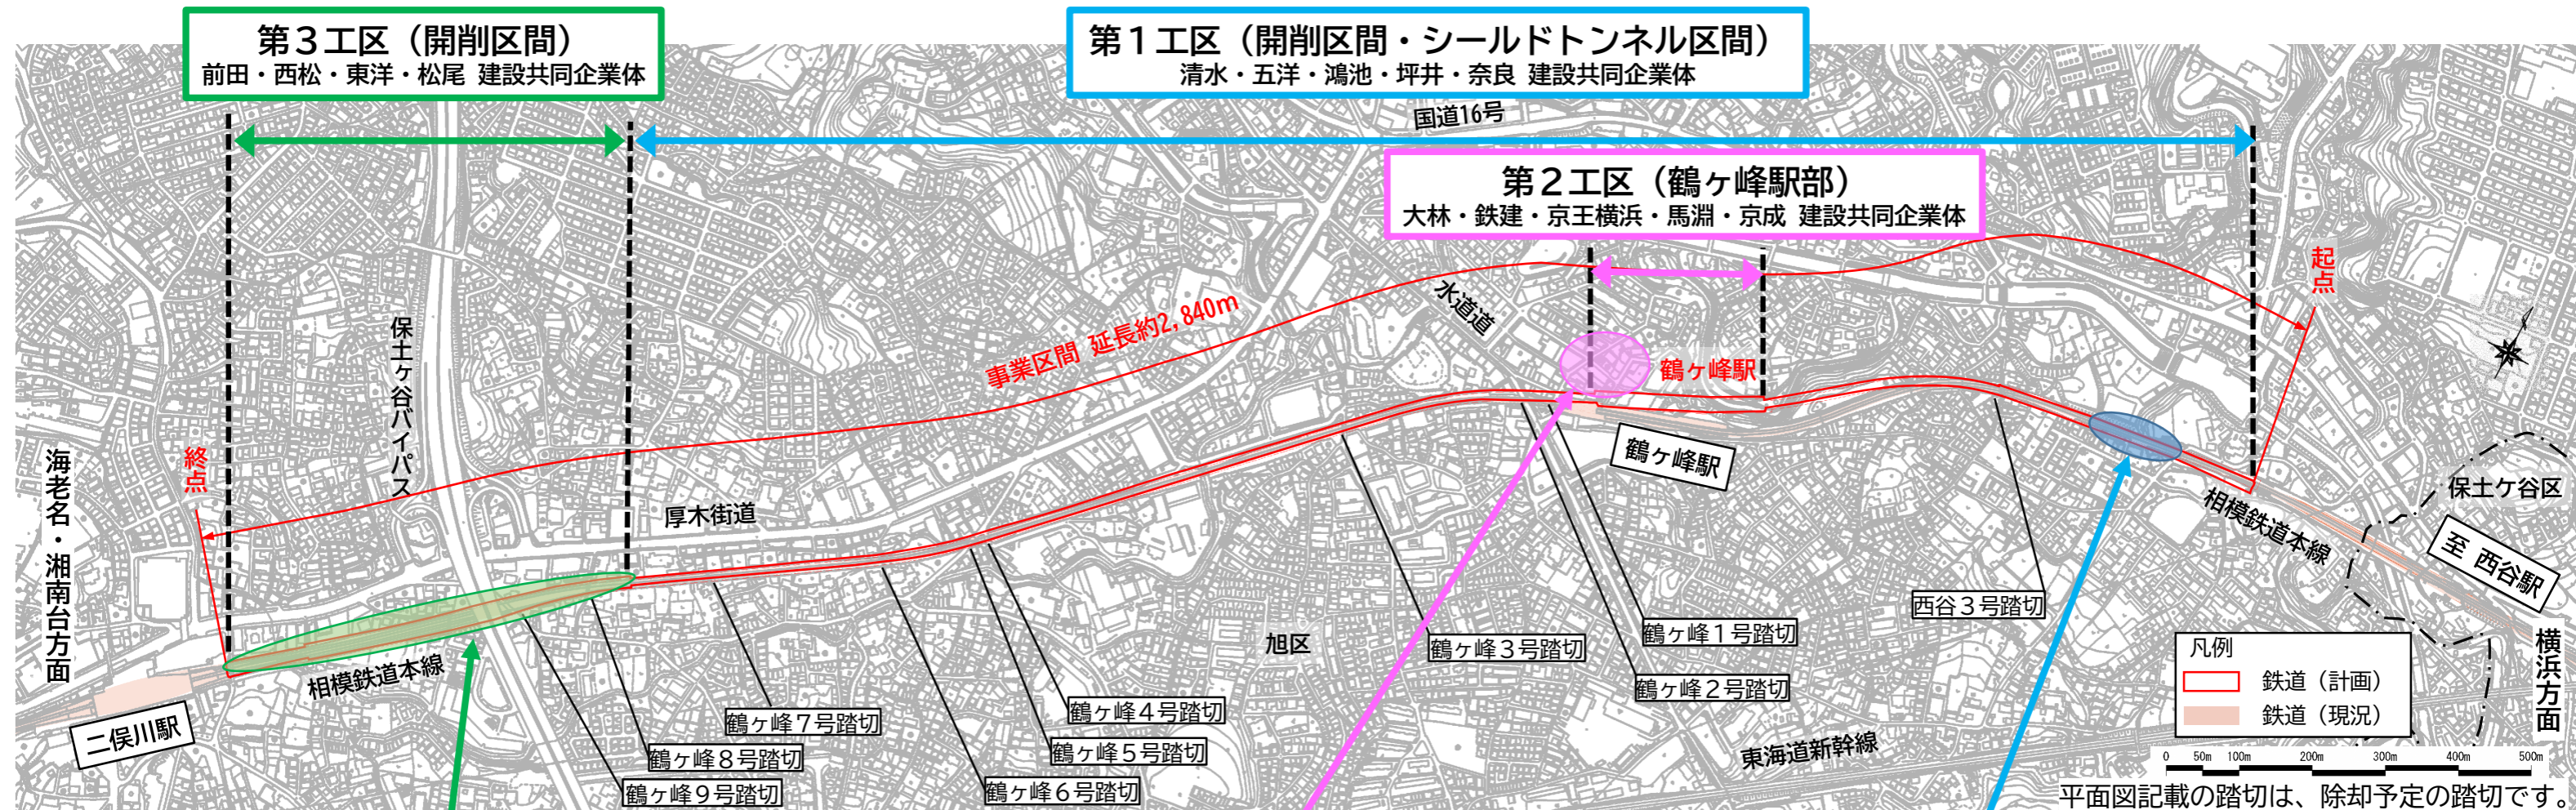 第3工区（開削区間）
前田・西松・東洋・松尾 建設共同企業体
第1工区（開削区間・シールドトンネル区間）
清水・五洋・鴻池・坪井・奈良 建設共同企業体
国道16号
第2工区（鶴ヶ峰駅部）
大林・鉄建・京王横浜・馬淵・京成 建設共同企業体
起点
水道道
事業区間 延長約2,840m
保土ヶ谷バイパス
鶴ヶ峰駅
鶴ヶ峰駅
終点
海老名・湘南台方面
厚木街道
保土ケ谷区
相模鉄道本線
至 西谷駅
西谷3号踏切
鶴ヶ峰1号踏切
旭区
鶴ヶ峰3号踏切
鶴ヶ峰2号踏切
相模鉄道本線
二俣川駅
鶴ヶ峰7号踏切
鶴ヶ峰4号踏切
鶴ヶ峰8号踏切
鶴ヶ峰5号踏切
鶴ヶ峰9号踏切
鶴ヶ峰6号踏切
東海道新幹線
横浜方面
凡例
鉄道（計画）
鉄道（現況）
0 50m 100m 200m 300m 400m 500m
平面図記載の踏切は、除却予定の踏切です。